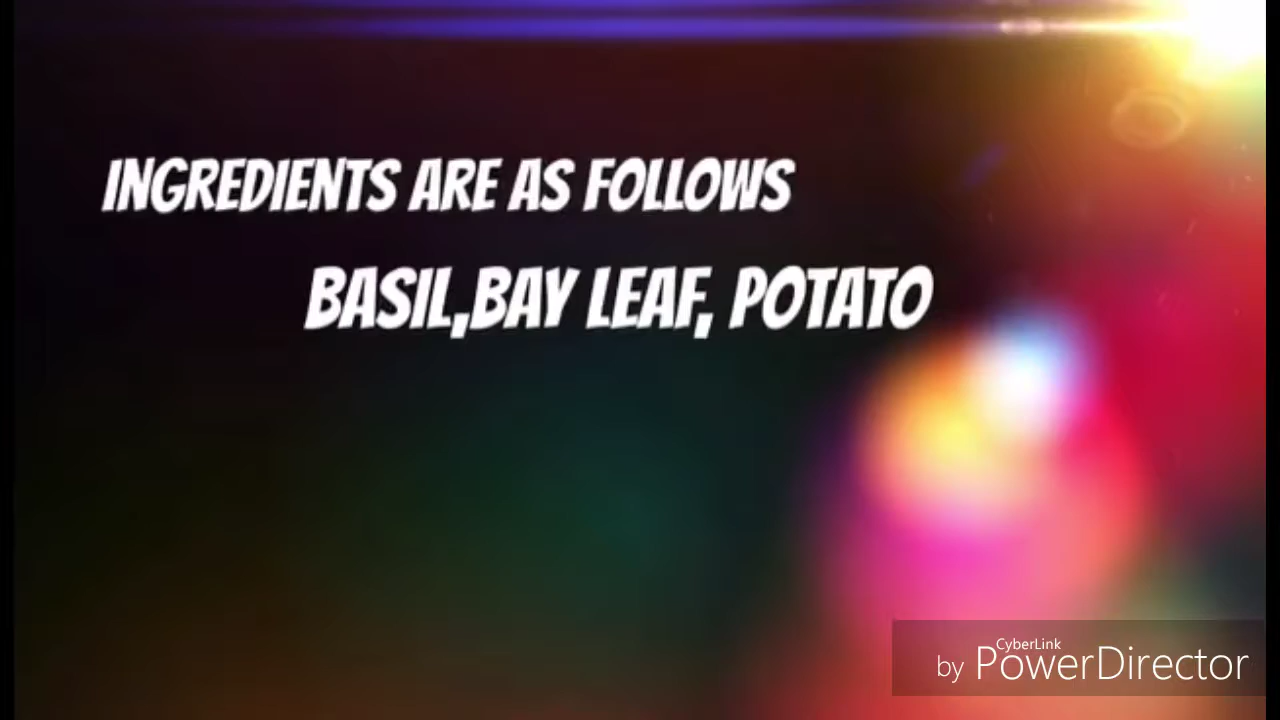 INGREDIENTS ARE AS FOLLOWS
BASIL,BAY LEAF, POTATO
CyberLink
by PowerDirector